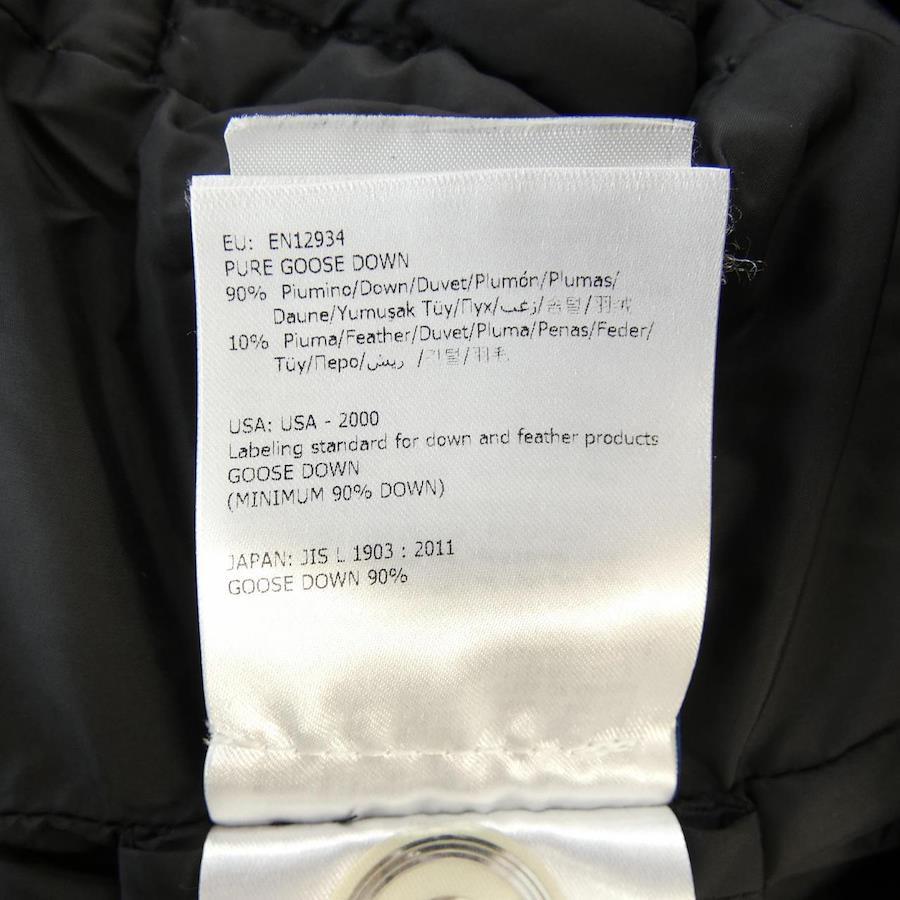 EU: EN12934
PURE GOOSE DOWN
90% Piumino/Down/Duvet/Plumón/Plumas/
Daune/Yumuşak Tüy/Пух/زغب/솜털/羽绒
10% Piuma/Feather/Duvet/Pluma/Penas/Feder/
Tüy/Перо/ريش /깃털/羽毛
USA: USA - 2000
Labeling standard for down and feather products
GOOSE DOWN
(MINIMUM 90% DOWN)
JAPAN: JIS L 1903 : 2011
GOOSE DOWN 90%